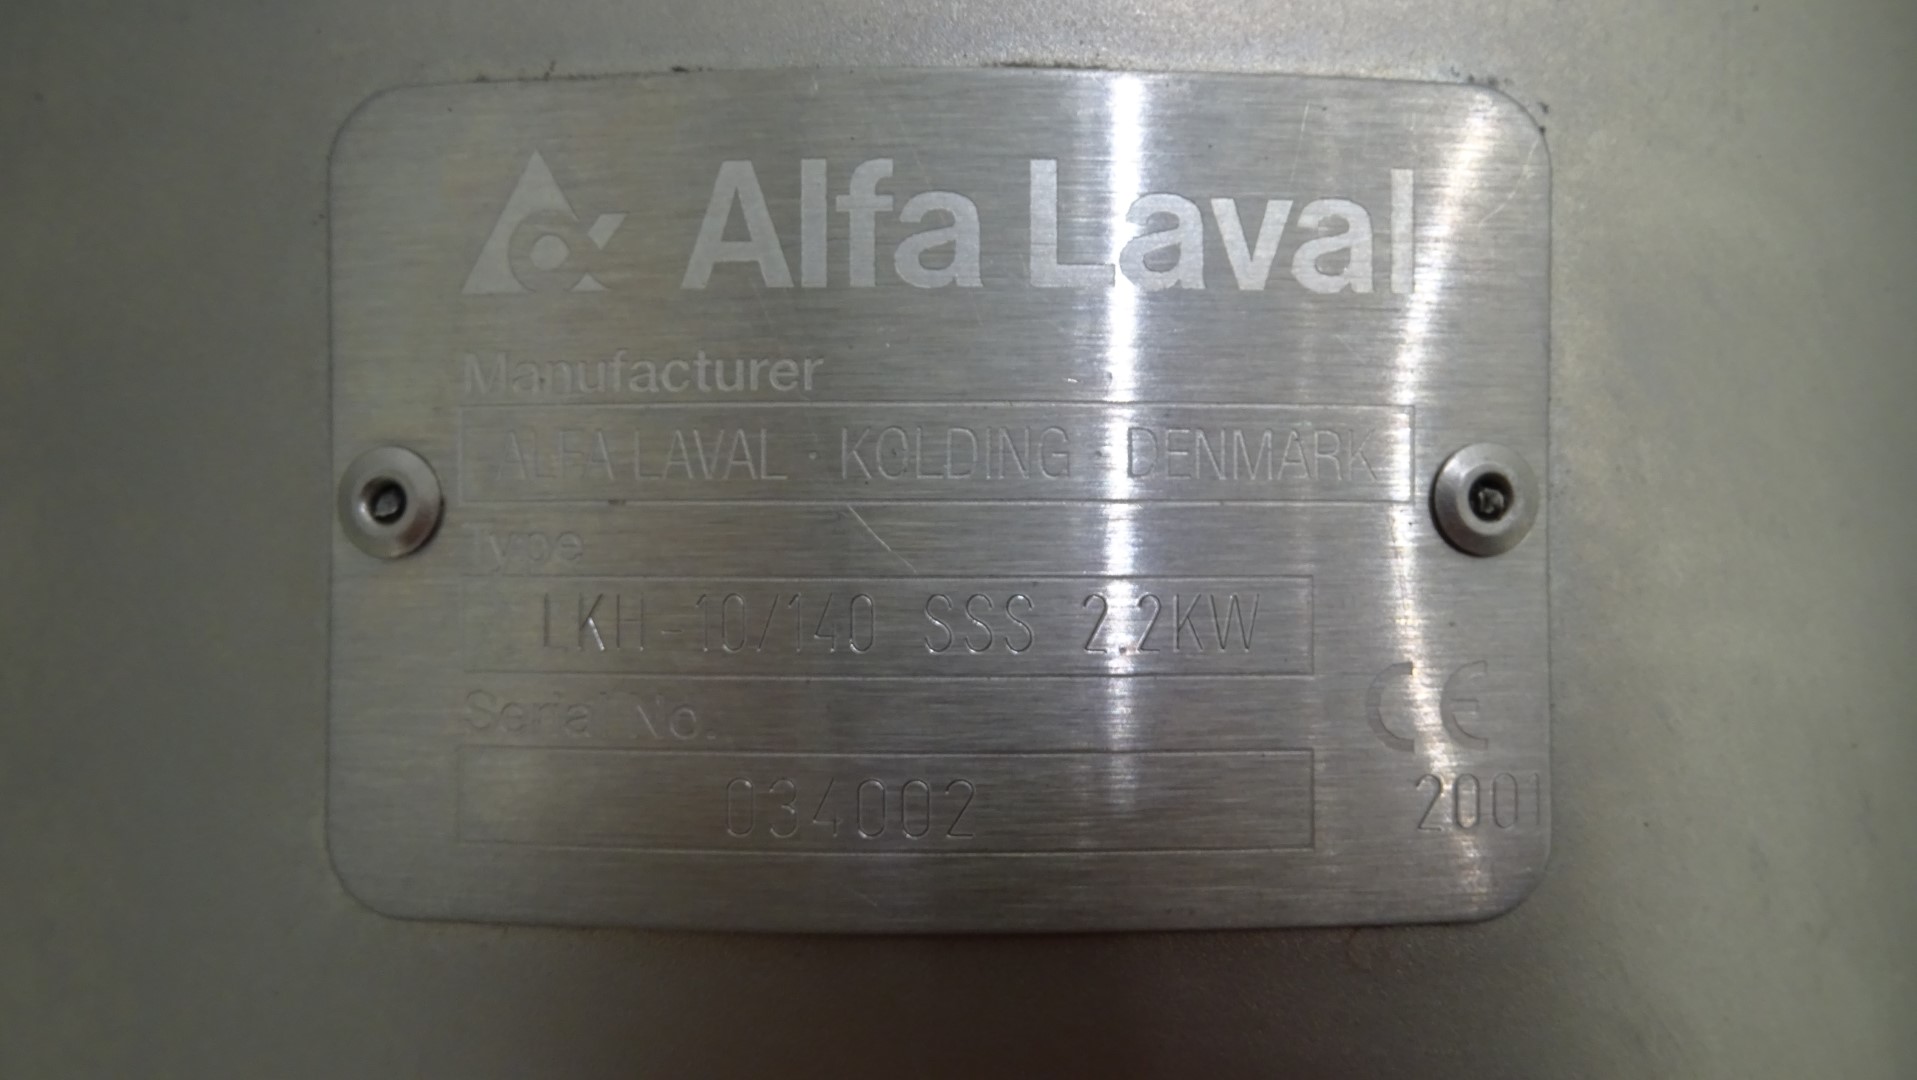 Alfa Laval
Manufacturer
ALFA LAVAL · KOLDING · DENMARK
Type
LKH-10/140 SSS 2.2KW
Serial No.
CE
034002
2001